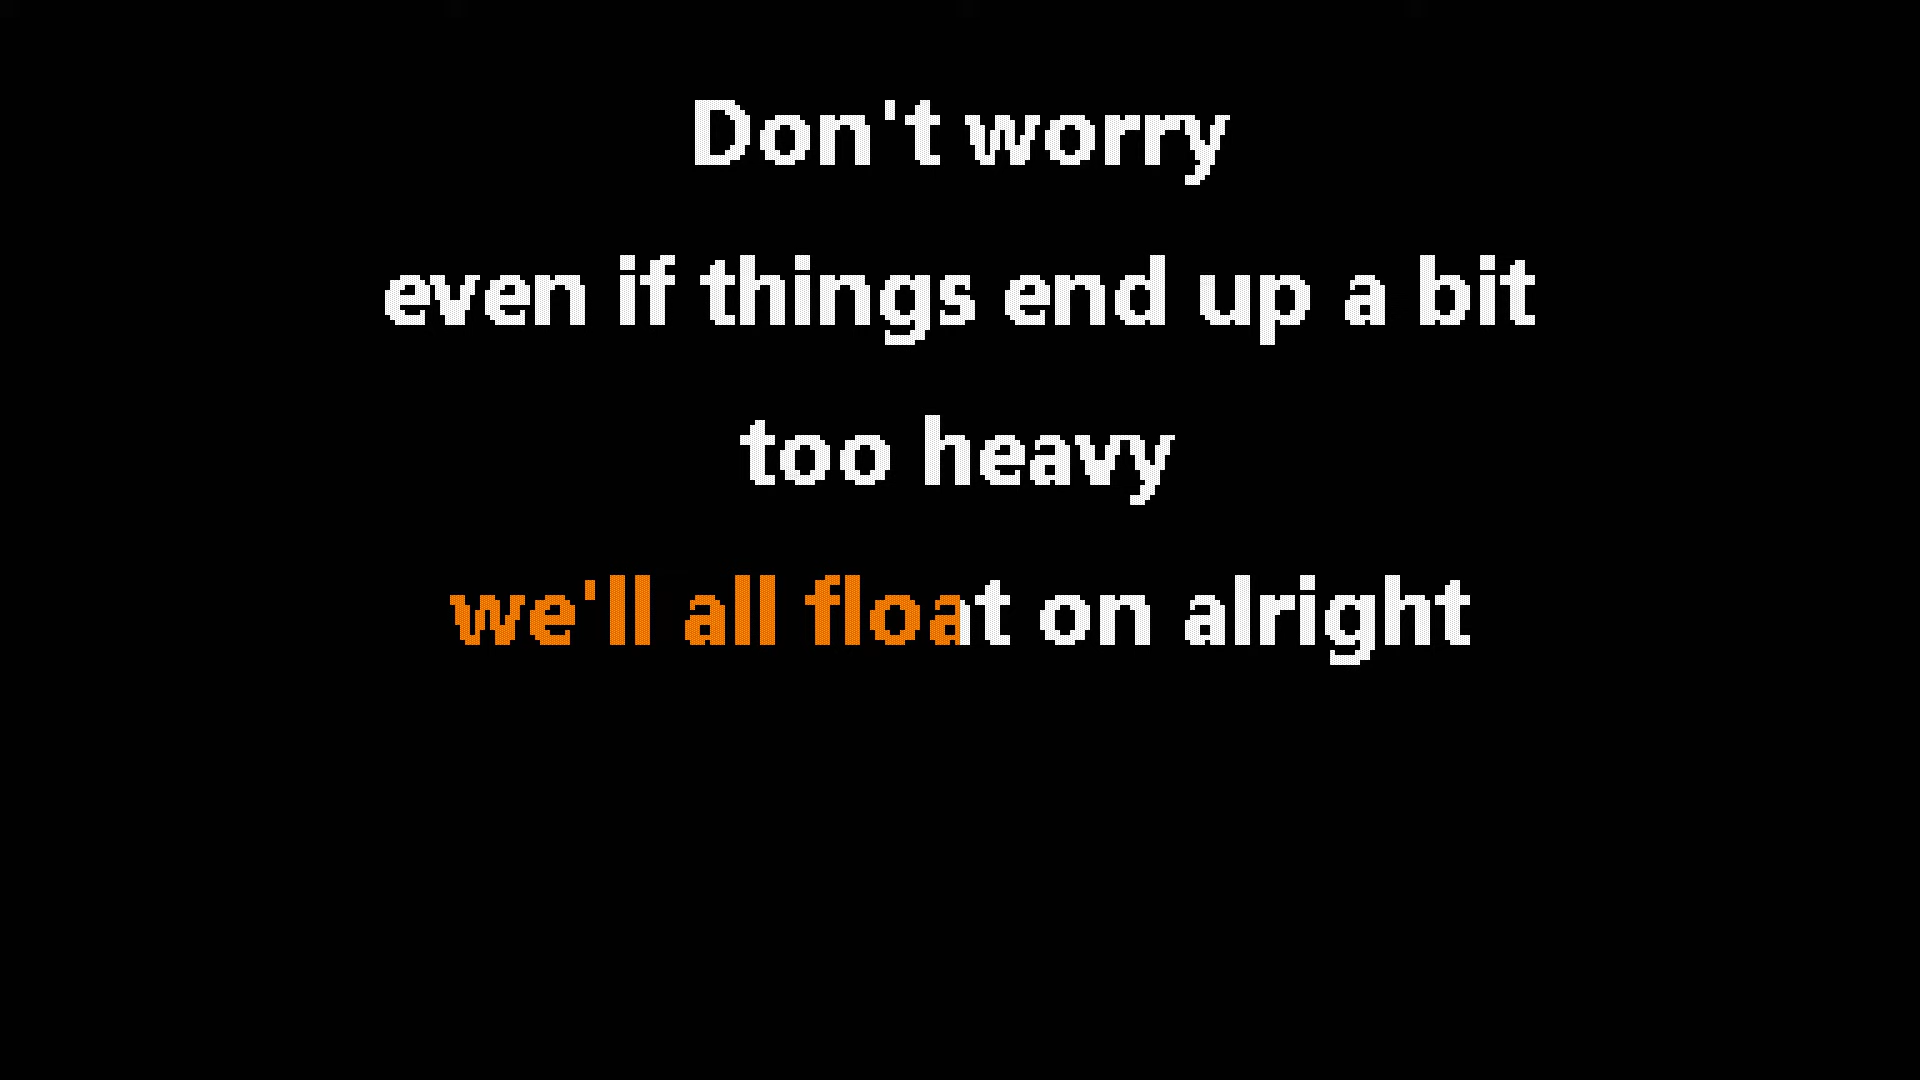 Don't worry
even if things end up a bit
too heavy
we'll all float on alright